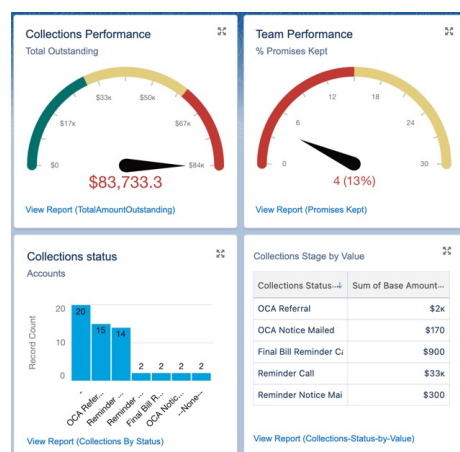 Collections Performance
Total Outstanding
$0
$17K
$33K
$50K
$67K
$84K
$83,733.3
View Report (TotalAmountOutstanding)
Team Performance
% Promises Kept
0
6
12
18
24
30
4 (13%)
View Report (Promises Kept)
Collections status
Accounts
Record Count
20
10
0
20
15
14
2
2
2
2
-
OCA Refer...
Reminder ...
Reminder ...
Final Bill R...
OCA Notic...
--None--
View Report (Collections By Status)
Collections Stage by Value
Collections Status... Sum of Base Amount...
OCA Referral $2K
OCA Notice Mailed $170
Final Bill Reminder Ca $900
Reminder Call $33K
Reminder Notice Mai $300
View Report (Collections-Status-by-Value)